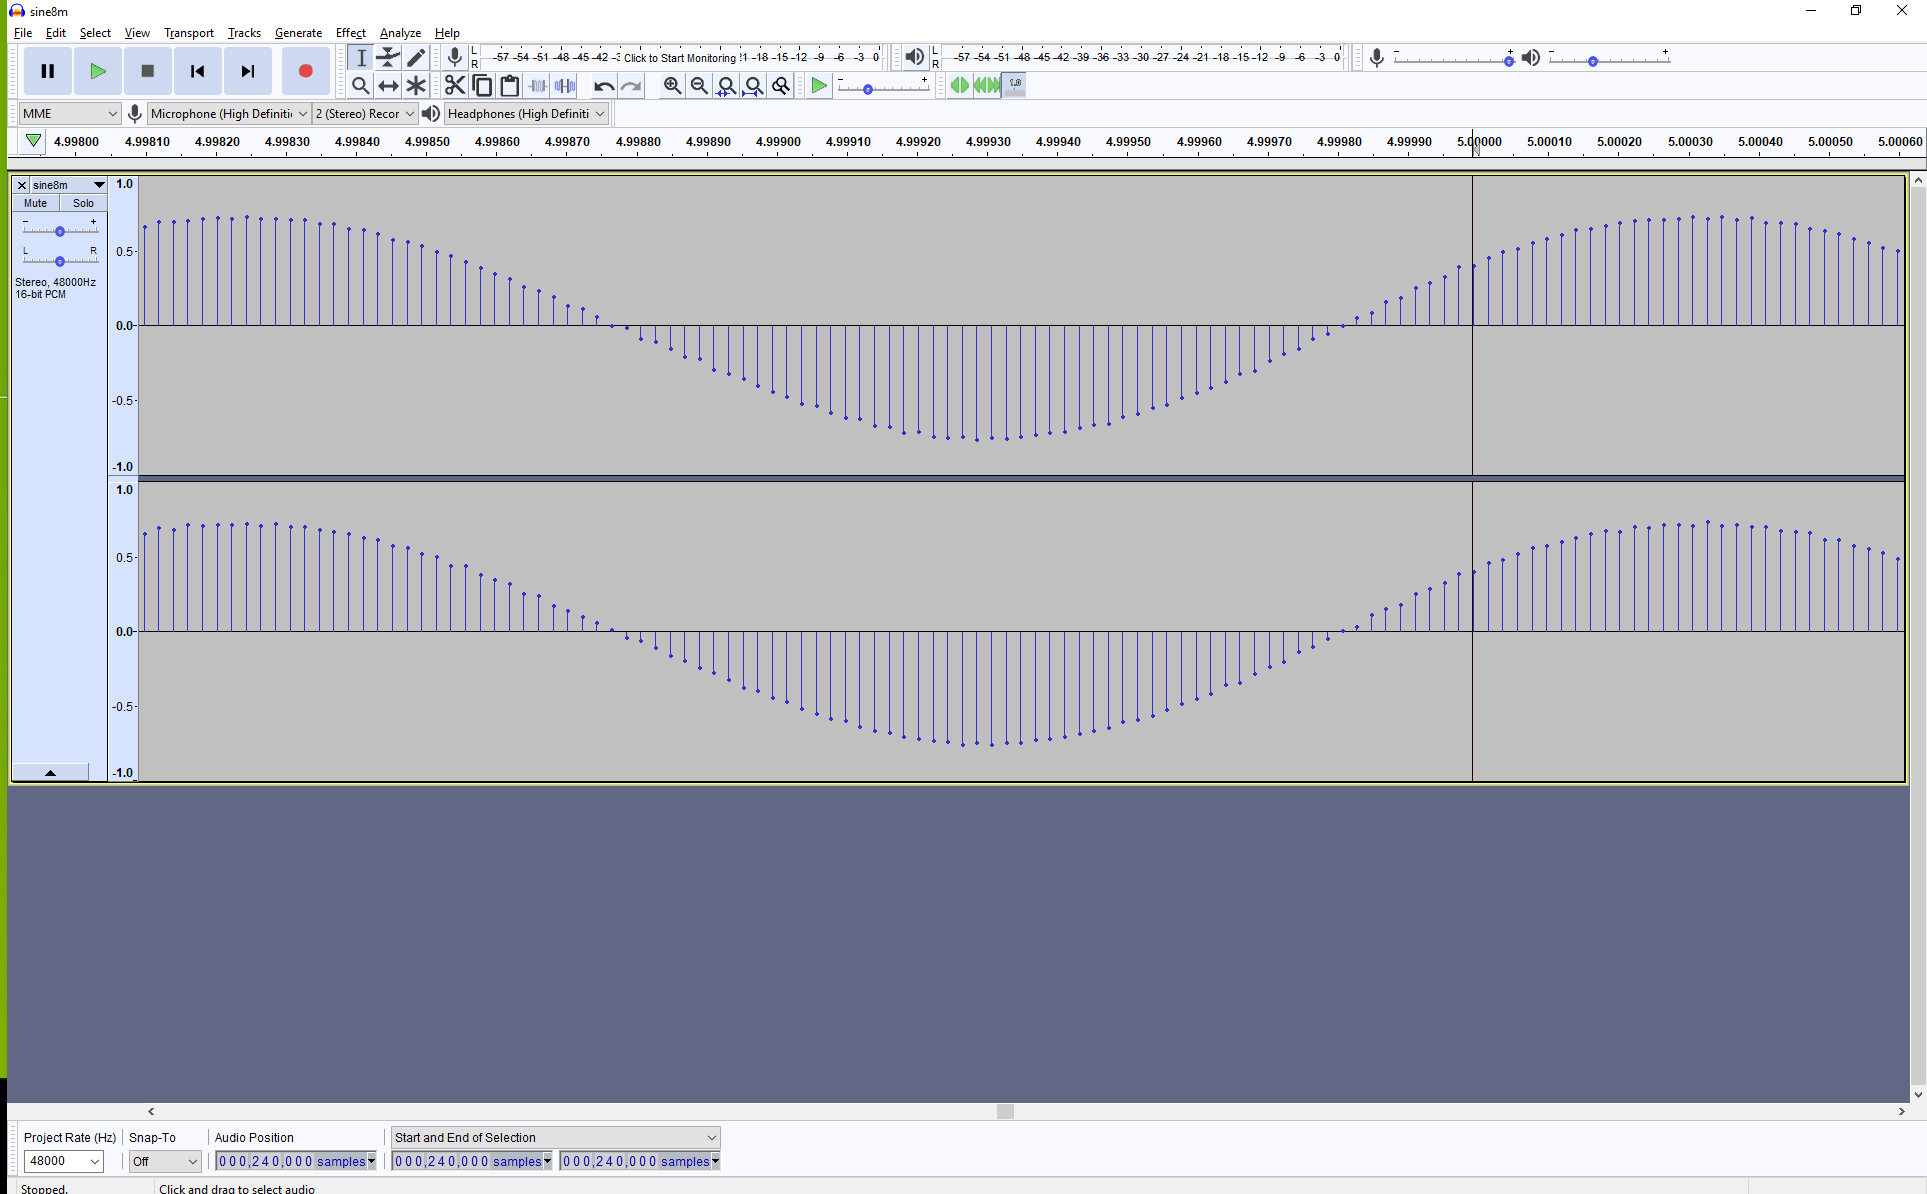 sine8m
File Edit Select View Transport Tracks Generate Effect Analyze Help
L -57 -54 -51 -48 -45 -42 Click to Start Monitoring -18 -15 -12 -9 -6 -3 0 L -57 -54 -51 -48 -45 -42 -39 -36 -33 -30 -27 -24 -21 -18 -15 -12 -9 -6 -3 0 - + - +
R R
- + 1.0
MME Microphone (High Definitic 2 (Stereo) Recor Headphones (High Definiti
4.99800 4.99810 4.99820 4.99830 4.99840 4.99850 4.99860 4.99870 4.99880 4.99890 4.99900 4.99910 4.99920 4.99930 4.99940 4.99950 4.99960 4.99970 4.99980 4.99990 5.00000 5.00010 5.00020 5.00030 5.00040 5.00050 5.00060
sine8m 1.0
Mute Solo
- +
L R 0.5
Stereo, 48000Hz
16-bit PCM
0.0
-0.5
-1.0
1.0
0.5
0.0
-0.5
-1.0
Project Rate (Hz) Snap-To Audio Position Start and End of Selection
48000 Off 000,240,000 samples 000,240,000 samples 000,240,000 samples
Stopped. Click and drag to select audio